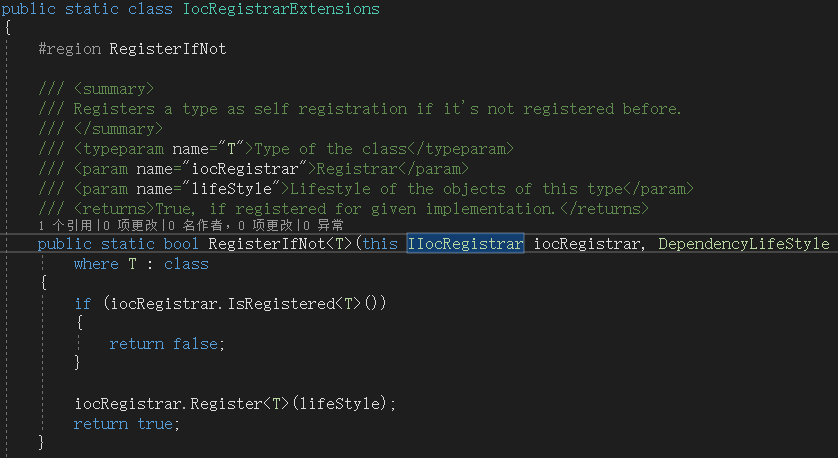 public static class IocRegistrarExtensions
{
#region RegisterIfNot
/// <summary>
/// Registers a type as self registration if it's not registered before.
/// </summary>
/// <typeparam name="T">Type of the class</typeparam>
/// <param name="iocRegistrar">Registrar</param>
/// <param name="lifeStyle">Lifestyle of the objects of this type</param>
/// <returns>True, if registered for given implementation.</returns>
1 个引用|0 项更改|0 名作者，0 项更改|0 异常
public static bool RegisterIfNot<T>(this IIocRegistrar iocRegistrar, DependencyLifeStyle
where T : class
{
if (iocRegistrar.IsRegistered<T>())
{
return false;
}
iocRegistrar.Register<T>(lifeStyle);
return true;
}